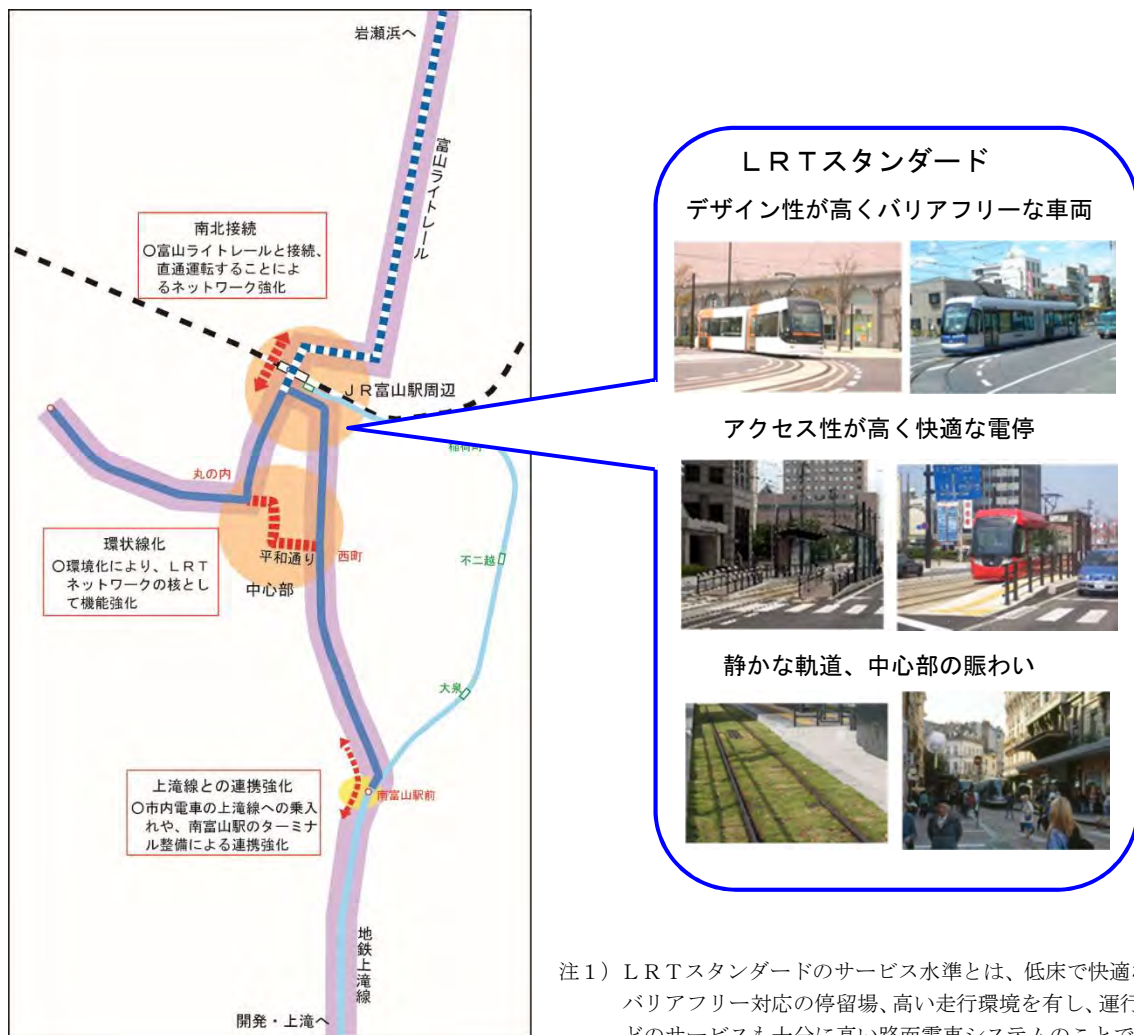 岩瀬浜へ
富山ライトレール
南北接続
○富山ライトレールと接続、
直通運転することによ
るネットワーク強化
JR富山駅周辺
稲荷町
丸の内
環状線化
○環境化により、LRT
ネットワークの核とし
て機能強化
平和通り
西町
中心部
不二越
大泉
上滝線との連携強化
○市内電車の上滝線への乗入
れや、南富山駅のターミナ
ル整備による連携強化
南富山駅前
地鉄上滝線
開発・上滝へ
LRTスタンダード
デザイン性が高くバリアフリーな車両
アクセス性が高く快適な電停
静かな軌道、中心部の賑わい
注1)LRTスタンダードのサービス水準とは、低床で快適
バリアフリー対応の停留場、高い走行環境を有し、運行
どのサービスも十分に高い路面電車システムのことで